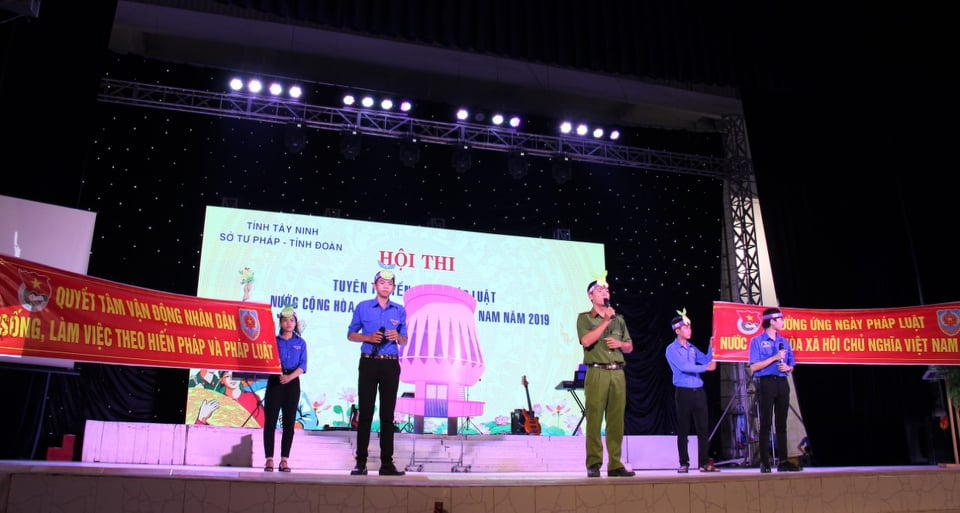 TỈNH TÂY NINH
SỞ TƯ PHÁP - TỈNH ĐOÀN
HỘI THI
TUYÊN LUẬT
NƯỚC CỘNG HÒA NAM NĂM 2019
QUYẾT TÂM VẬN ĐỘNG NHÂN DÂN
SỐNG, LÀM VIỆC THEO HIẾN PHÁP VÀ PHÁP LUẬT
ỨNG NGÀY PHÁP LUẬT
NƯỚC HÒA XÃ HỘI CHỦ NGHĨA VIỆT NAM